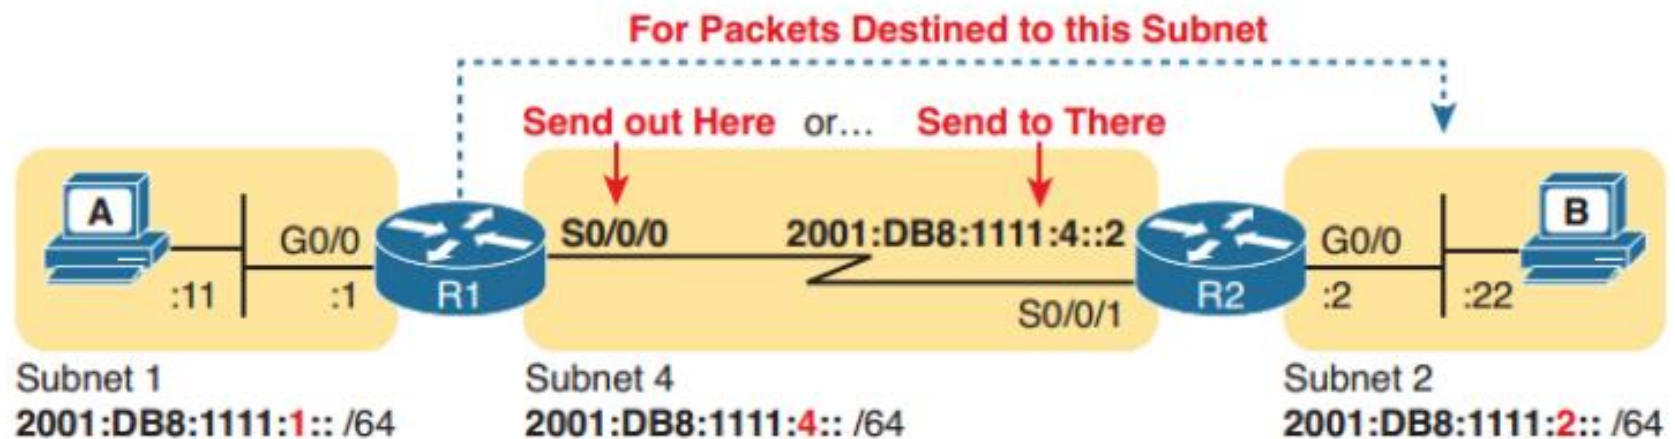 For Packets Destined to this Subnet
Send out Here or... Send to There
A
G0/0
:11
:1
R1
S0/0/0
2001:DB8:1111:4::2
S0/0/1
R2
G0/0
:2
:22
B
Subnet 1
2001:DB8:1111:1:: /64
Subnet 4
2001:DB8:1111:4:: /64
Subnet 2
2001:DB8:1111:2:: /64